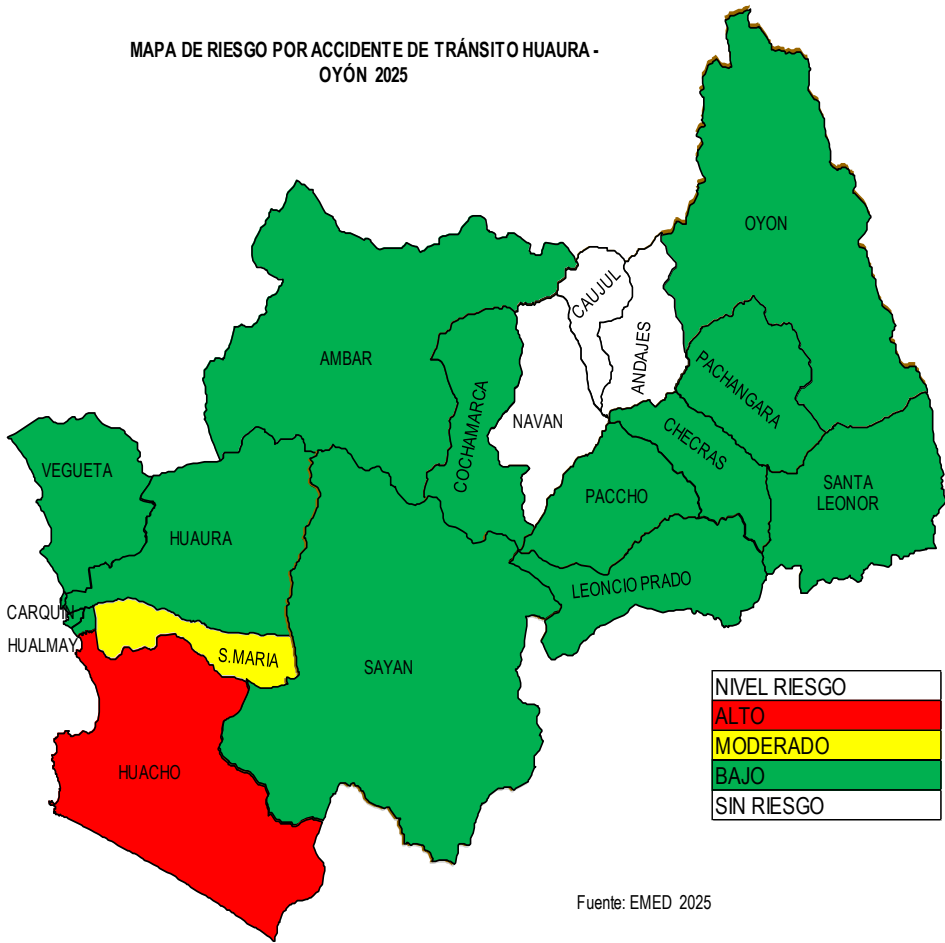 MAPA DE RIESGO POR ACCIDENTE DE TRÁNSITO HUAURA -
OYÓN 2025
OYON
CAUJUL
ANDAJES
AMBAR
PACHANGARA
COCHAMARCA
NAVAN
CHECRAS
VEGUETA
SANTA
LEONOR
PACCHO
HUAURA
LEONCIO PRADO
CARQUIN
HUALMAY
S.MARIA
SAYAN
HUACHO
NIVEL RIESGO
ALTO
MODERADO
BAJO
SIN RIESGO
Fuente: EMED 2025